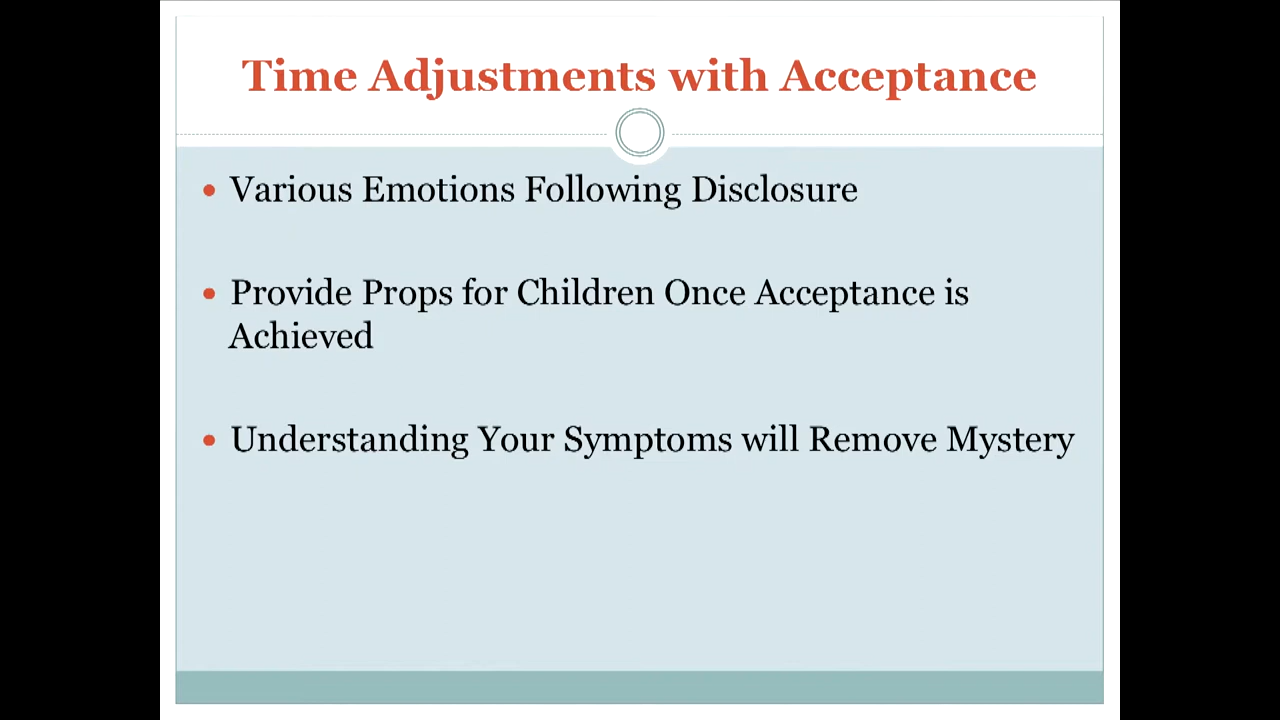 Time Adjustments with Acceptance
• Various Emotions Following Disclosure
• Provide Props for Children Once Acceptance is
Achieved
• Understanding Your Symptoms will Remove Mystery